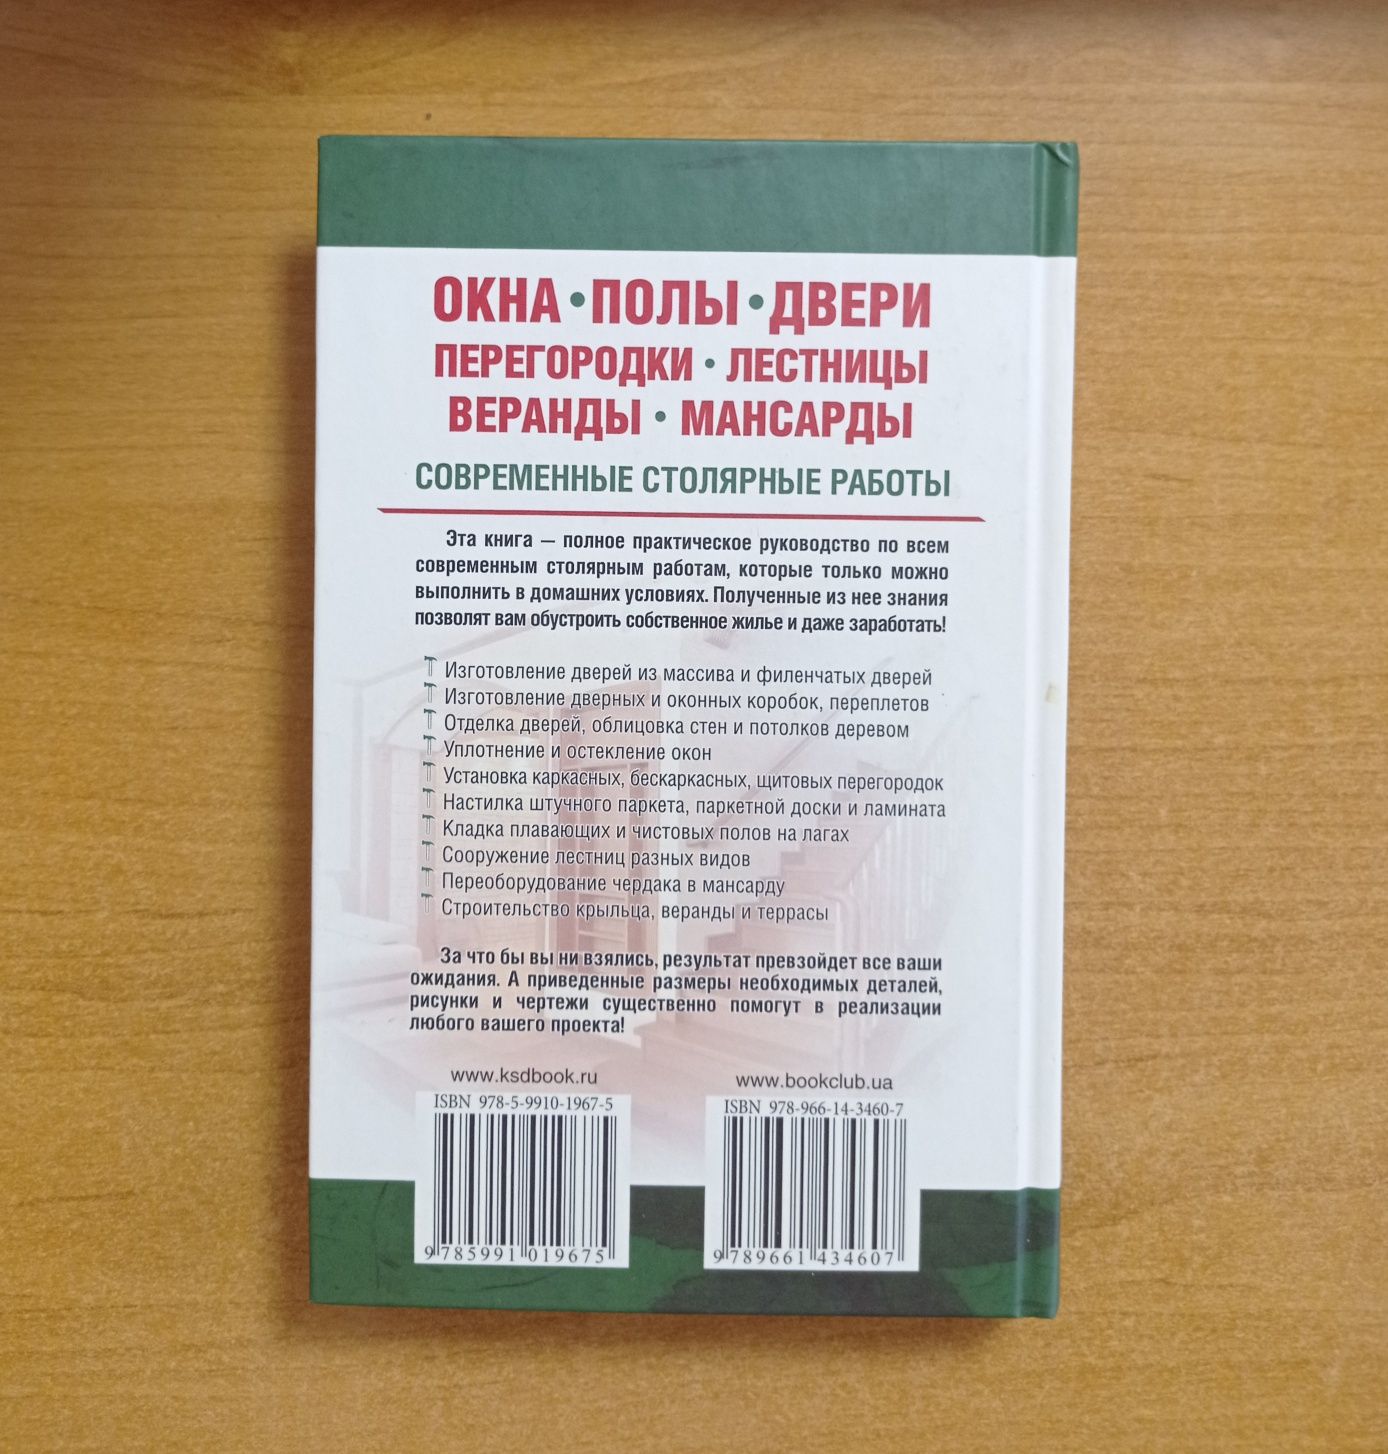 ОКНА • ПОЛЫ • ДВЕРИ
ПЕРЕГОРОДКИ • ЛЕСТНИЦЫ
ВЕРАНДЫ • МАНСАРДЫ
СОВРЕМЕННЫЕ СТОЛЯРНЫЕ РАБОТЫ
Эта книга — полное практическое руководство по всем
современным столярным работам, которые только можно
выполнить в домашних условиях. Полученные из нее знания
позволят вам обустроить собственное жилье и даже заработать!
Изготовление дверей из массива и филенчатых дверей
Изготовление дверных и оконных коробок, переплетов
Отделка дверей, облицовка стен и потолков деревом
Уплотнение и остекление окон
Установка каркасных, бескаркасных, щитовых перегородок
Настилка штучного паркета, паркетной доски и ламината
Кладка плавающих и чистовых полов на лагах
Сооружение лестниц разных видов
Переоборудование чердака в мансарду
Строительство крыльца, веранды и террасы
За что бы вы ни взялись, результат превзойдет все ваши
ожидания. А приведенные размеры необходимых деталей,
рисунки и чертежи существенно помогут в реализации
любого вашего проекта!
www.ksdbook.ru
ISBN 978-5-9910-1967-5
9 785991 019675
www.bookclub.ua
ISBN 978-966-14-3460-7
9 789661 434607